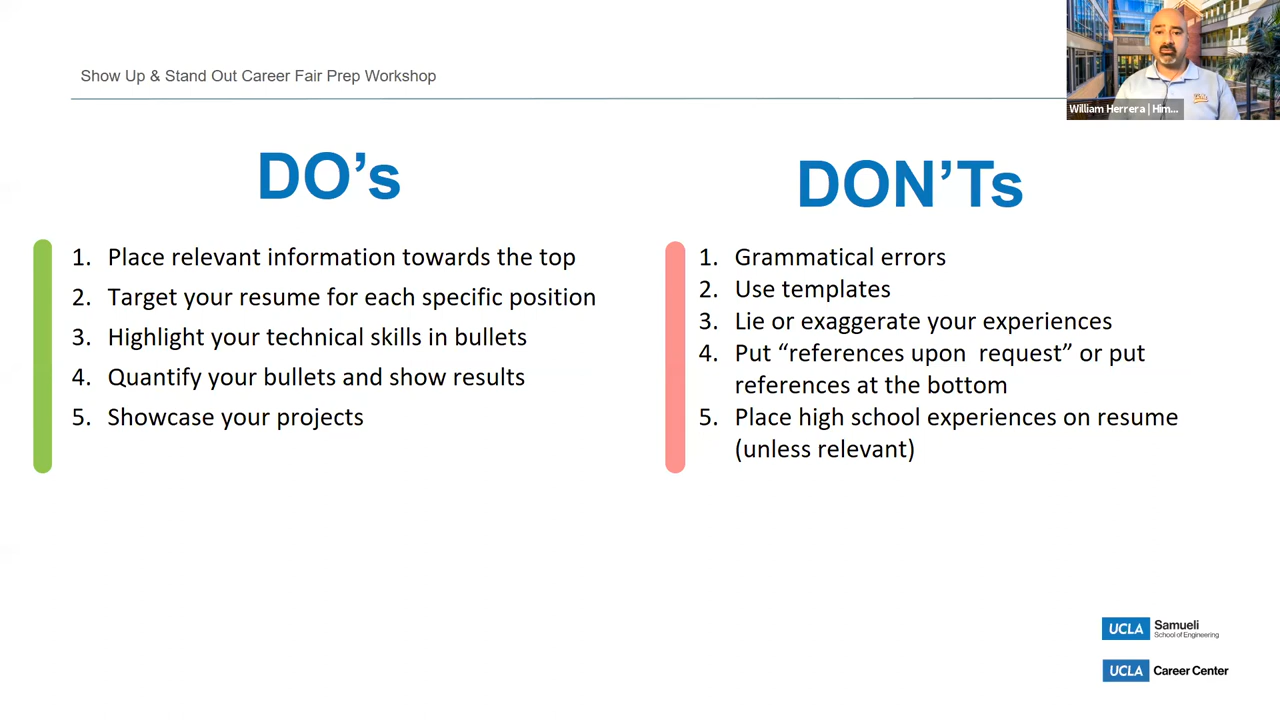 Show Up & Stand Out Career Fair Prep Workshop
William Herrera | Him...
DO’s
1. Place relevant information towards the top
2. Target your resume for each specific position
3. Highlight your technical skills in bullets
4. Quantify your bullets and show results
5. Showcase your projects
DON’Ts
1. Grammatical errors
2. Use templates
3. Lie or exaggerate your experiences
4. Put “references upon request” or put
references at the bottom
5. Place high school experiences on resume
(unless relevant)
UCLA Samueli
School of Engineering
UCLA Career Center